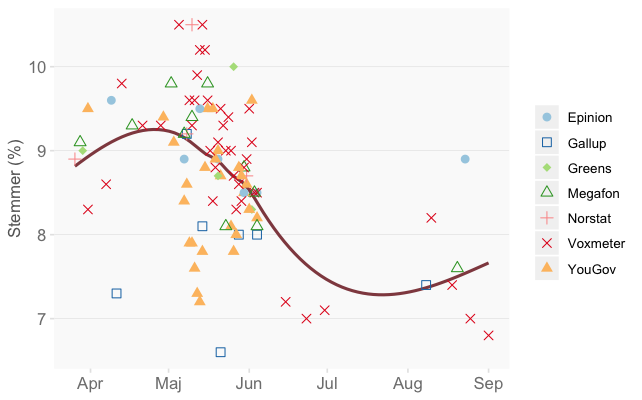 Stemmer (%)
10
9
8
7
Apr Maj Jun Jul Aug Sep
Epinion
Gallup
Greens
Megafon
Norstat
Voxmeter
YouGov